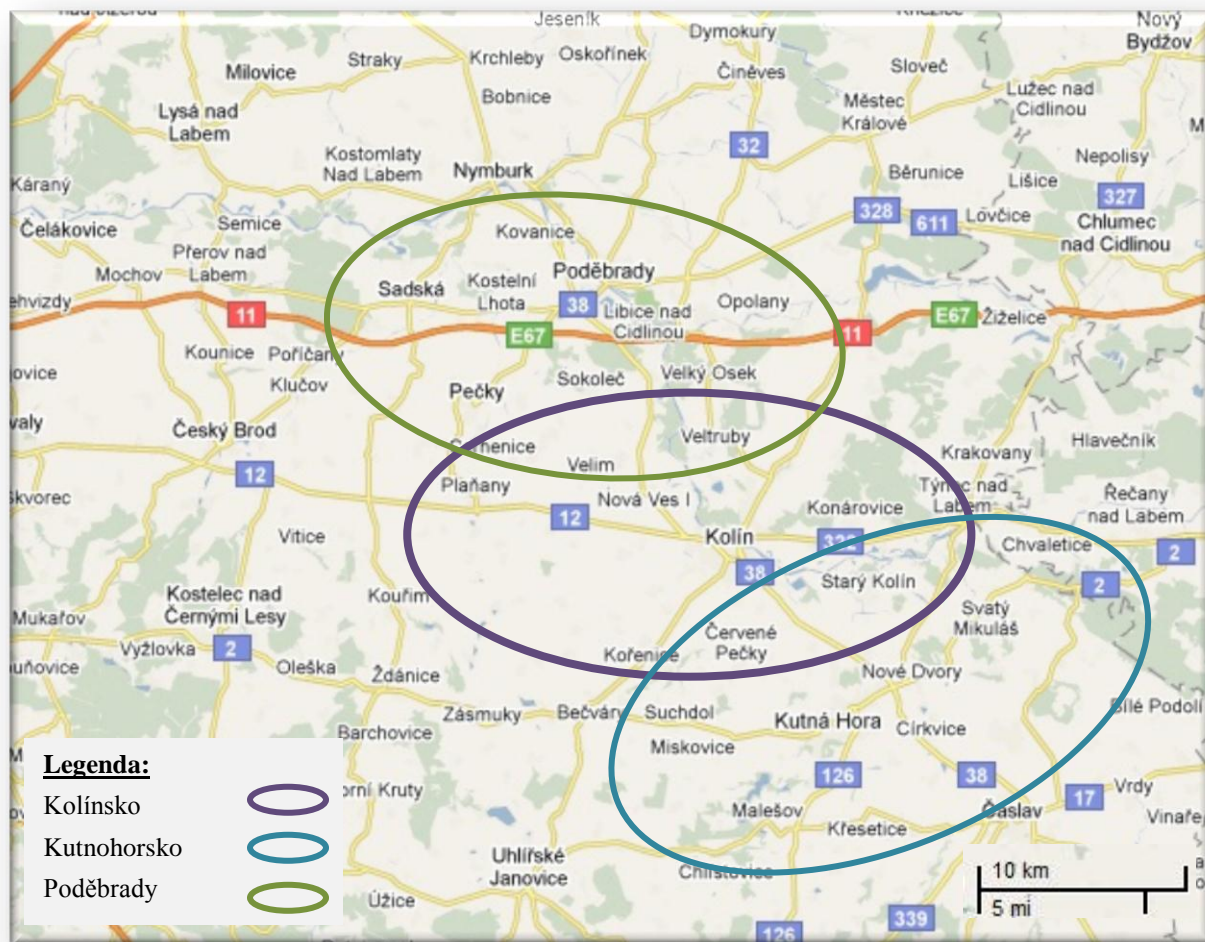 Jeseník
Dymokury
Nový
Bydžov
Straky
Krchleby
Oskořínek
Milovice
Činěves
Sloveč
Bobnice
Lužec nad
Cidlinou
Lysá nad
Labem
Městec
Králové
32
Kostomlaty
Nad Labem
Nymburk
Nepolisy
Běrunice
Lišice
Káraný
327
328
611
Lovčice
Semice
Čelákovice
Kovanice
Chlumec
nad Cidlinou
Přerov nad
Labem
Mochov
Poděbrady
Kostelní
Lhota
Sadská
38
Opolany
Libice nad
Cidlinou
11
E67
11
E67
Žiželice
Kounice
Poříčany
Klučov
Sokoleč
Velký Osek
Pečky
Český Brod
Veltruby
Hlavečník
Krakovany
Velim
12
Plaňany
Nová Ves I
Týnec nad
Labem
Řečany
nad Labem
Konárovice
12
Vitice
Kolín
Chvaletice
2
38
Starý Kolín
2
Kostelec nad
Černými Lesy
Kouřim
Svatý
Mikuláš
Mukařov
Červené
Pečky
Vyžlovka
2
Oleška
Kořenice
Nové Dvory
Ždánice
Zásmuky
Bečváry
Suchdol
Kutná Hora
Církvice
Bílé Podolí
Barchovice
Miskovice
126
38
17
Vrdy
Malešov
Čáslav
Vinaře
Křesetice
Uhlířské
Janovice
Úžice
339
126
Legenda:
Kolínsko
Kutnohorsko
Poděbrady
10 km
5 mi